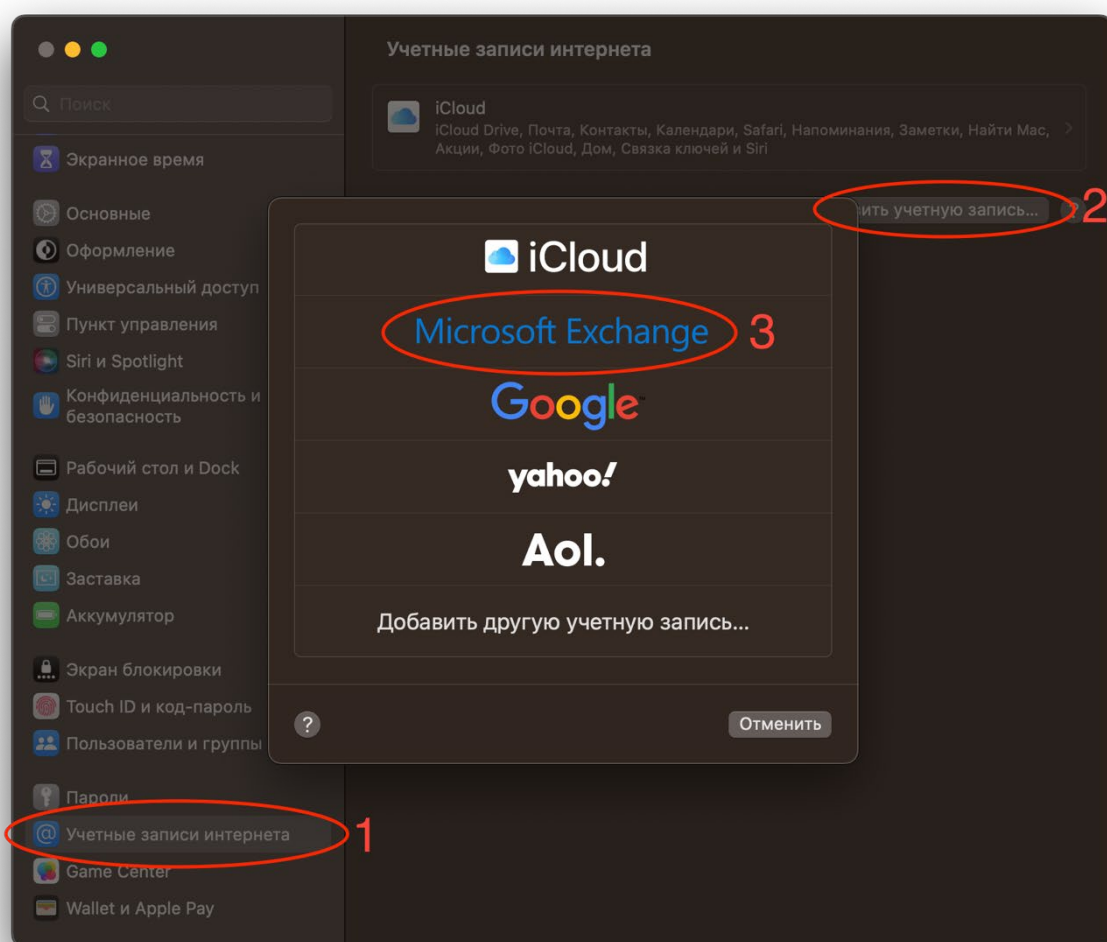 Учетные записи интернета
Поиск
iCloud
iCloud Drive, Почта, Контакты, Календари, Safari, Напоминания, Заметки, Найти Mac,
Акции, Фото iCloud, Дом, Связка ключей и Siri
Экранное время
Основные
Оформление
Универсальный доступ
Пункт управления
Siri и Spotlight
Конфиденциальность и
безопасность
Рабочий стол и Dock
Дисплеи
Обои
Заставка
Аккумулятор
Экран блокировки
Touch ID и код-пароль
Пользователи и группы
Пароли
Учетные записи интернета
1
Game Center
Wallet и Apple Pay
учетную запись...
?
2
iCloud
Microsoft Exchange
3
Google
yahoo!
Aol.
Добавить другую учетную запись...
?
Отменить